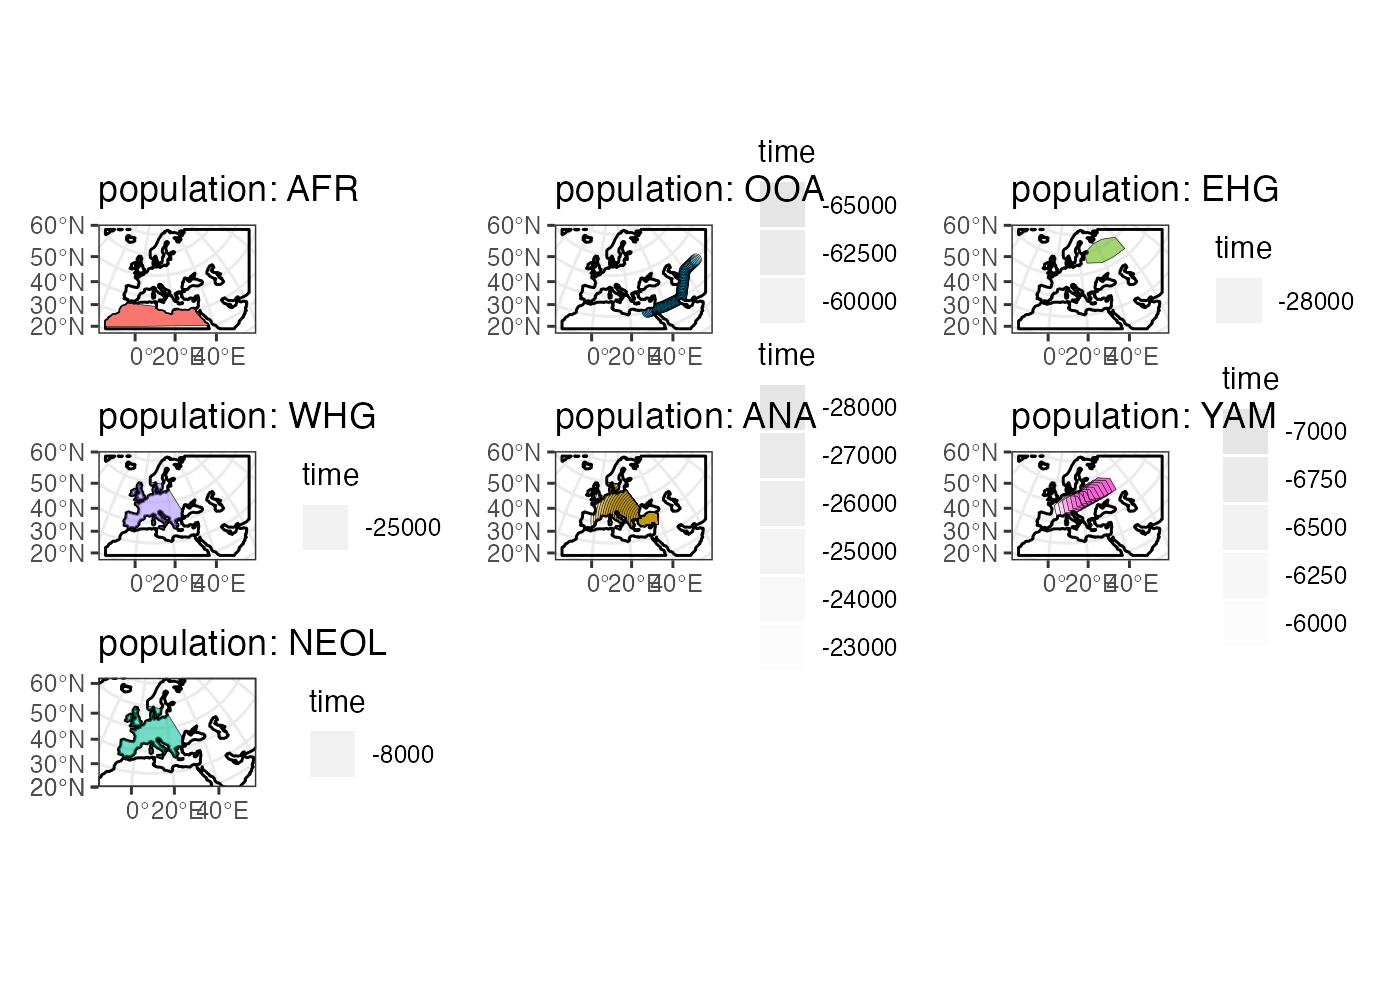 population: AFR
60°N
50°N
40°N
30°N
20°N
0°20°E40°E
population: OOA
60°N
50°N
40°N
30°N
20°N
0°20°E40°E
time
-65000
-62500
-60000
population: EHG
60°N
50°N
40°N
30°N
20°N
0°20°E40°E
time
-28000
population: WHG
60°N
50°N
40°N
30°N
20°N
0°20°E40°E
time
-25000
population: ANA
60°N
50°N
40°N
30°N
20°N
0°20°E40°E
time
-28000
-27000
-26000
-25000
-24000
-23000
population: YAM
60°N
50°N
40°N
30°N
20°N
0°20°E40°E
time
-7000
-6750
-6500
-6250
-6000
population: NEOL
60°N
50°N
40°N
30°N
20°N
0°20°E40°E
time
-8000